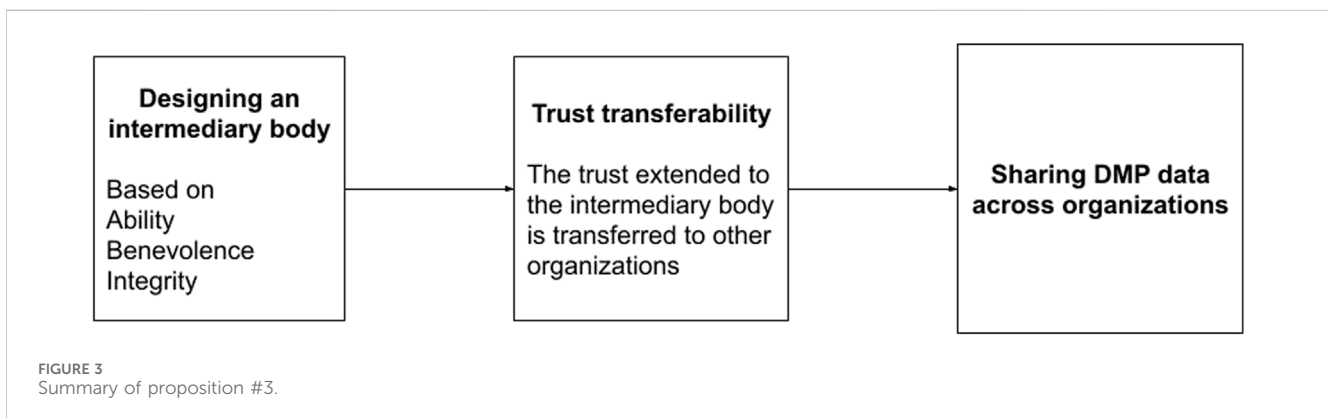 Designing an
intermediary body
Based on
Ability
Benevolence
Integrity
Trust transferability
The trust extended to
the intermediary body
is transferred to other
organizations
Sharing DMP data
across organizations
FIGURE 3
Summary of proposition #3.